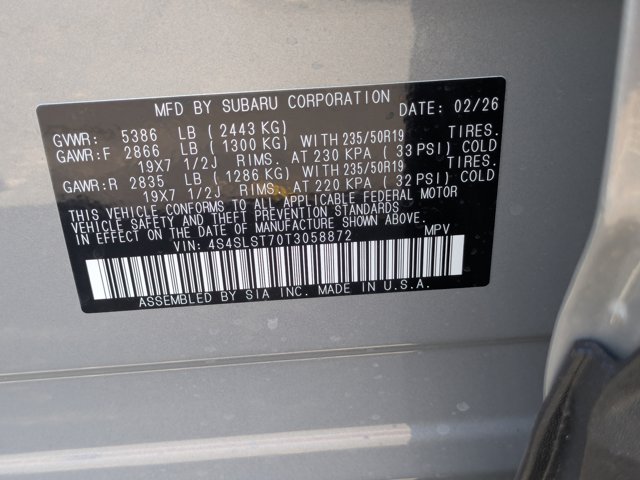 MFD BY SUBARU CORPORATION DATE: 02/26
GVWR: 5386 LB (2443 KG)
GAWR:F 2866 LB (1300 KG) WITH 235/50R19 TIRES.
19X7 1/2J RIMS. AT 230 KPA (33 PSI) COLD
GAWR:R 2835 LB (1286 KG) WITH 235/50R19 TIRES.
19X7 1/2J RIMS. AT 220 KPA (32 PSI) COLD
THIS VEHICLE CONFORMS TO ALL APPLICABLE FEDERAL MOTOR
VEHICLE SAFETY AND THEFT PREVENTION STANDARDS
IN EFFECT ON THE DATE OF MANUFACTURE SHOWN ABOVE.
VIN: 4S4SLST70T3058872 MPV
ASSEMBLED BY SIA INC. MADE IN U.S.A.